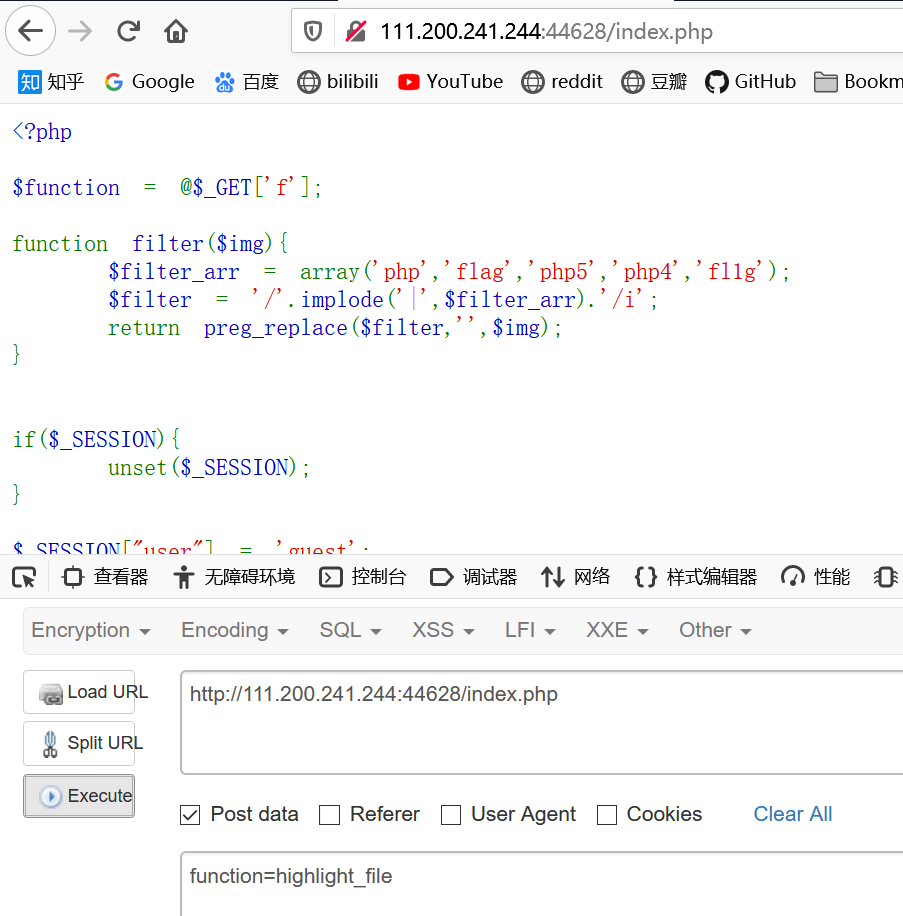 111.200.241.244:44628/index.php
知 知乎 Google 百度 bilibili YouTube reddit 豆瓣 GitHub Bookm
<?php
$function = @$_GET['f'];
function filter($img){
$filter_arr = array('php','flag','php5','php4','fl1g');
$filter = '/'.implode('|',$filter_arr).'/i';
return preg_replace($filter,'',$img);
}
if($_SESSION){
unset($_SESSION);
}
$_SESSION["user"] = 'guest';
查看器 无障碍环境 控制台 调试器 网络 样式编辑器 性能
Encryption Encoding SQL XSS LFI XXE Other
Load URL
http://111.200.241.244:44628/index.php
Split URL
Execute
Post data Referer User Agent Cookies Clear All
function=highlight_file